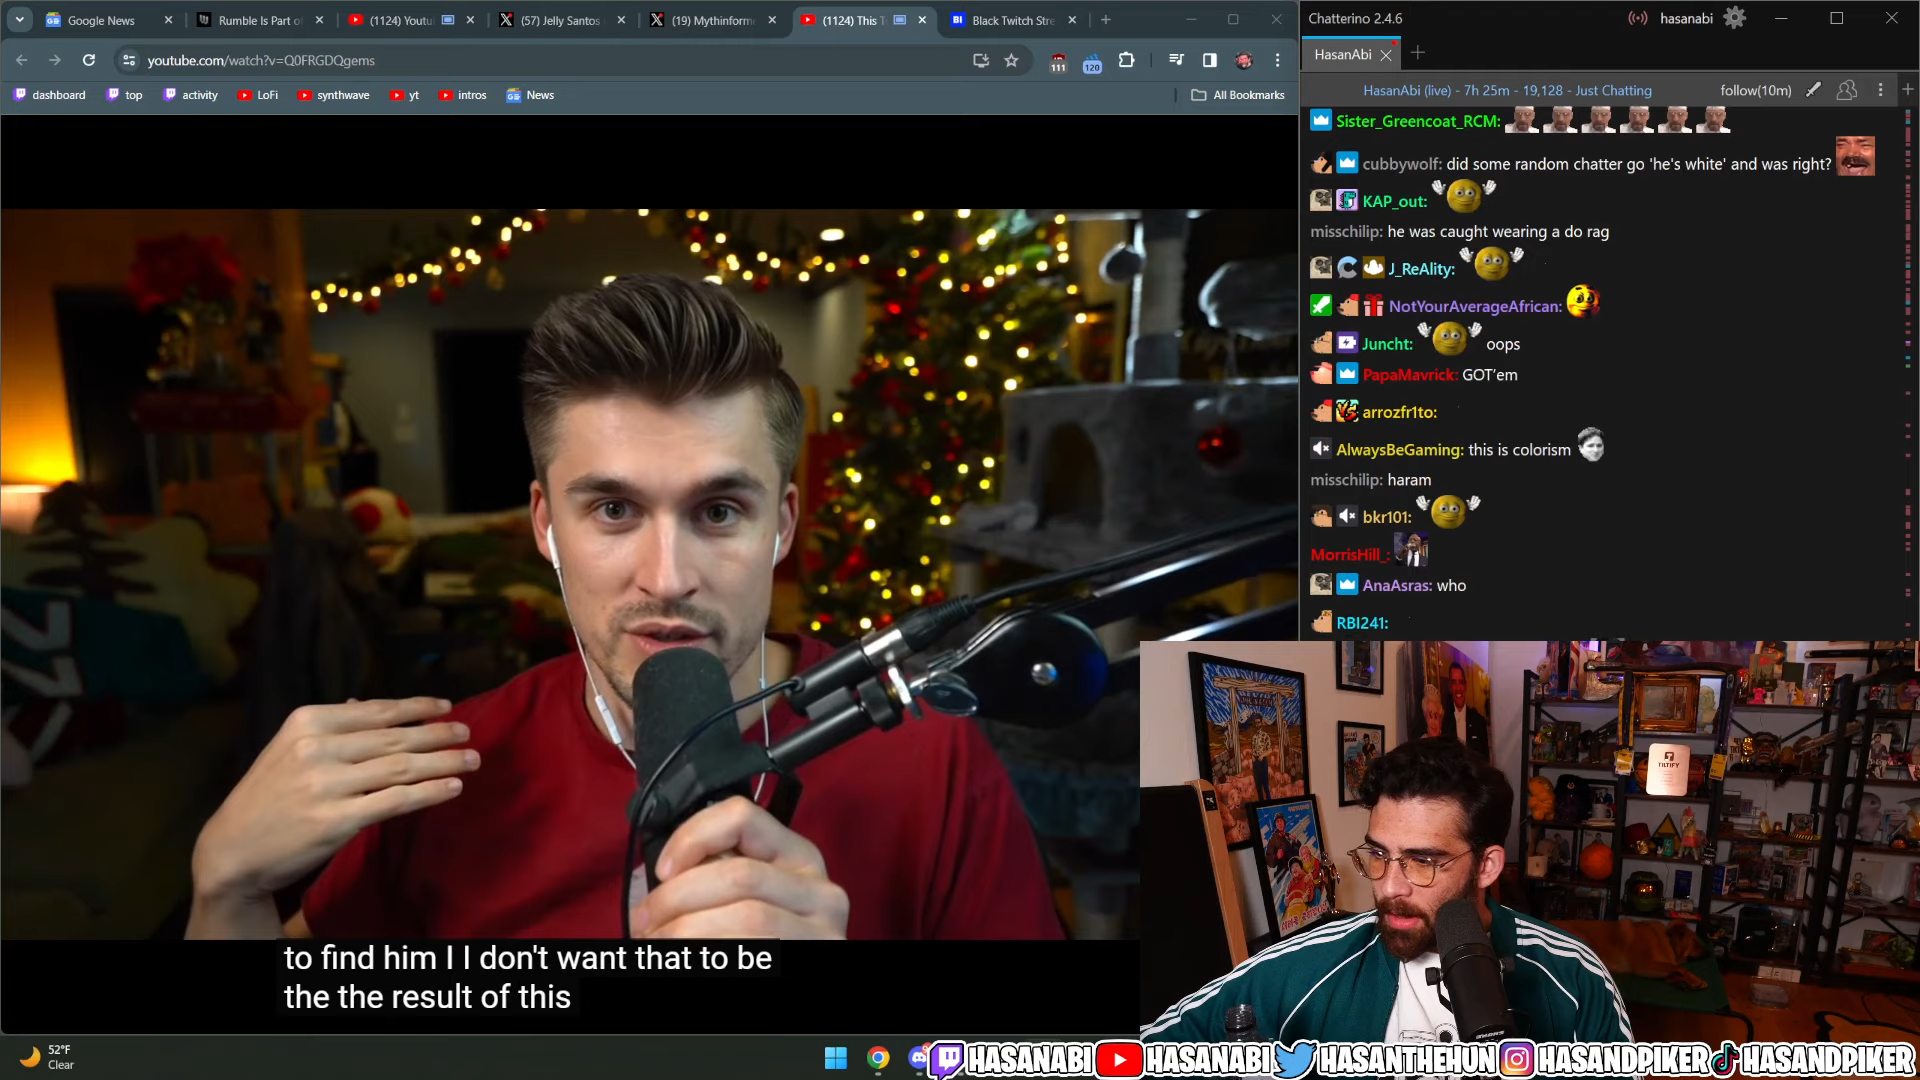 Google News
Rumble Is Part of
(1124) Youtu
(57) Jelly Santos
(19) Mythinform
(1124) This T
BI
Black Twitch Stre
youtube.com/watch?v=Q0FRGDQgems
111
120
dashboard
top
activity
LoFi
synthwave
yt
intros
News
All Bookmarks
to find him I I don't want that to be
the the result of this
52°F
Clear
Chatterino 2.4.6
hasanabi
HasanAbi
HasanAbi (live) - 7h 25m - 19,128 - Just Chatting
follow(10m)
Sister_Greencoat_RCM:
cubbywolf: did some random chatter go 'he's white' and was right?
KAP_out:
misschilip: he was caught wearing a do rag
J_ReAlity:
NotYourAverageAfrican:
Juncht: oops
PapaMavrick: GOT'em
arrozfr1to:
AlwaysBeGaming: this is colorism
misschilip: haram
bkr101:
MorrisHill_:
AnaAsras: who
RBI241:
TILTIFY
HASANABI HASANABI HASANTHEHUN HASANDPIKER HASANDPIKER